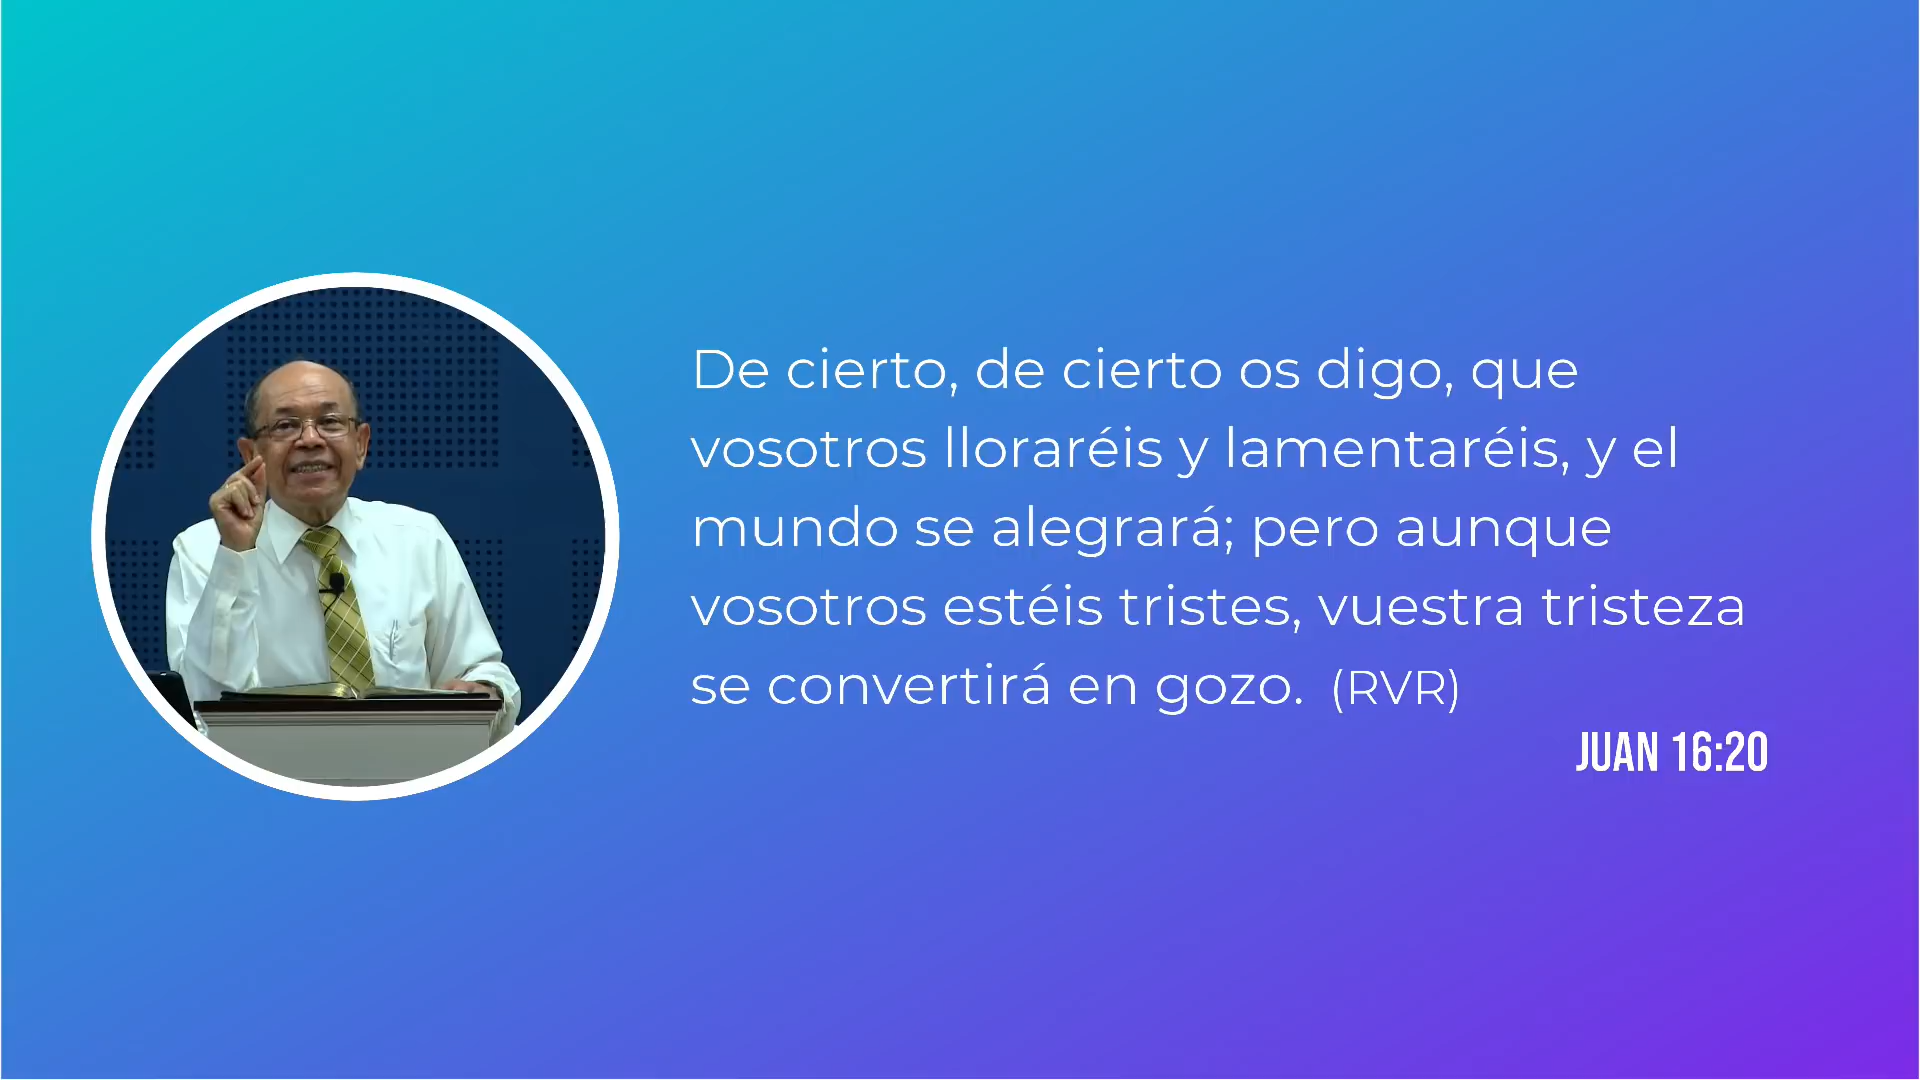 De cierto, de cierto os digo, que
vosotros lloraréis y lamentaréis, y el
mundo se alegrará; pero aunque
vosotros estéis tristes, vuestra tristeza
se convertirá en gozo. (RVR)
JUAN 16:20